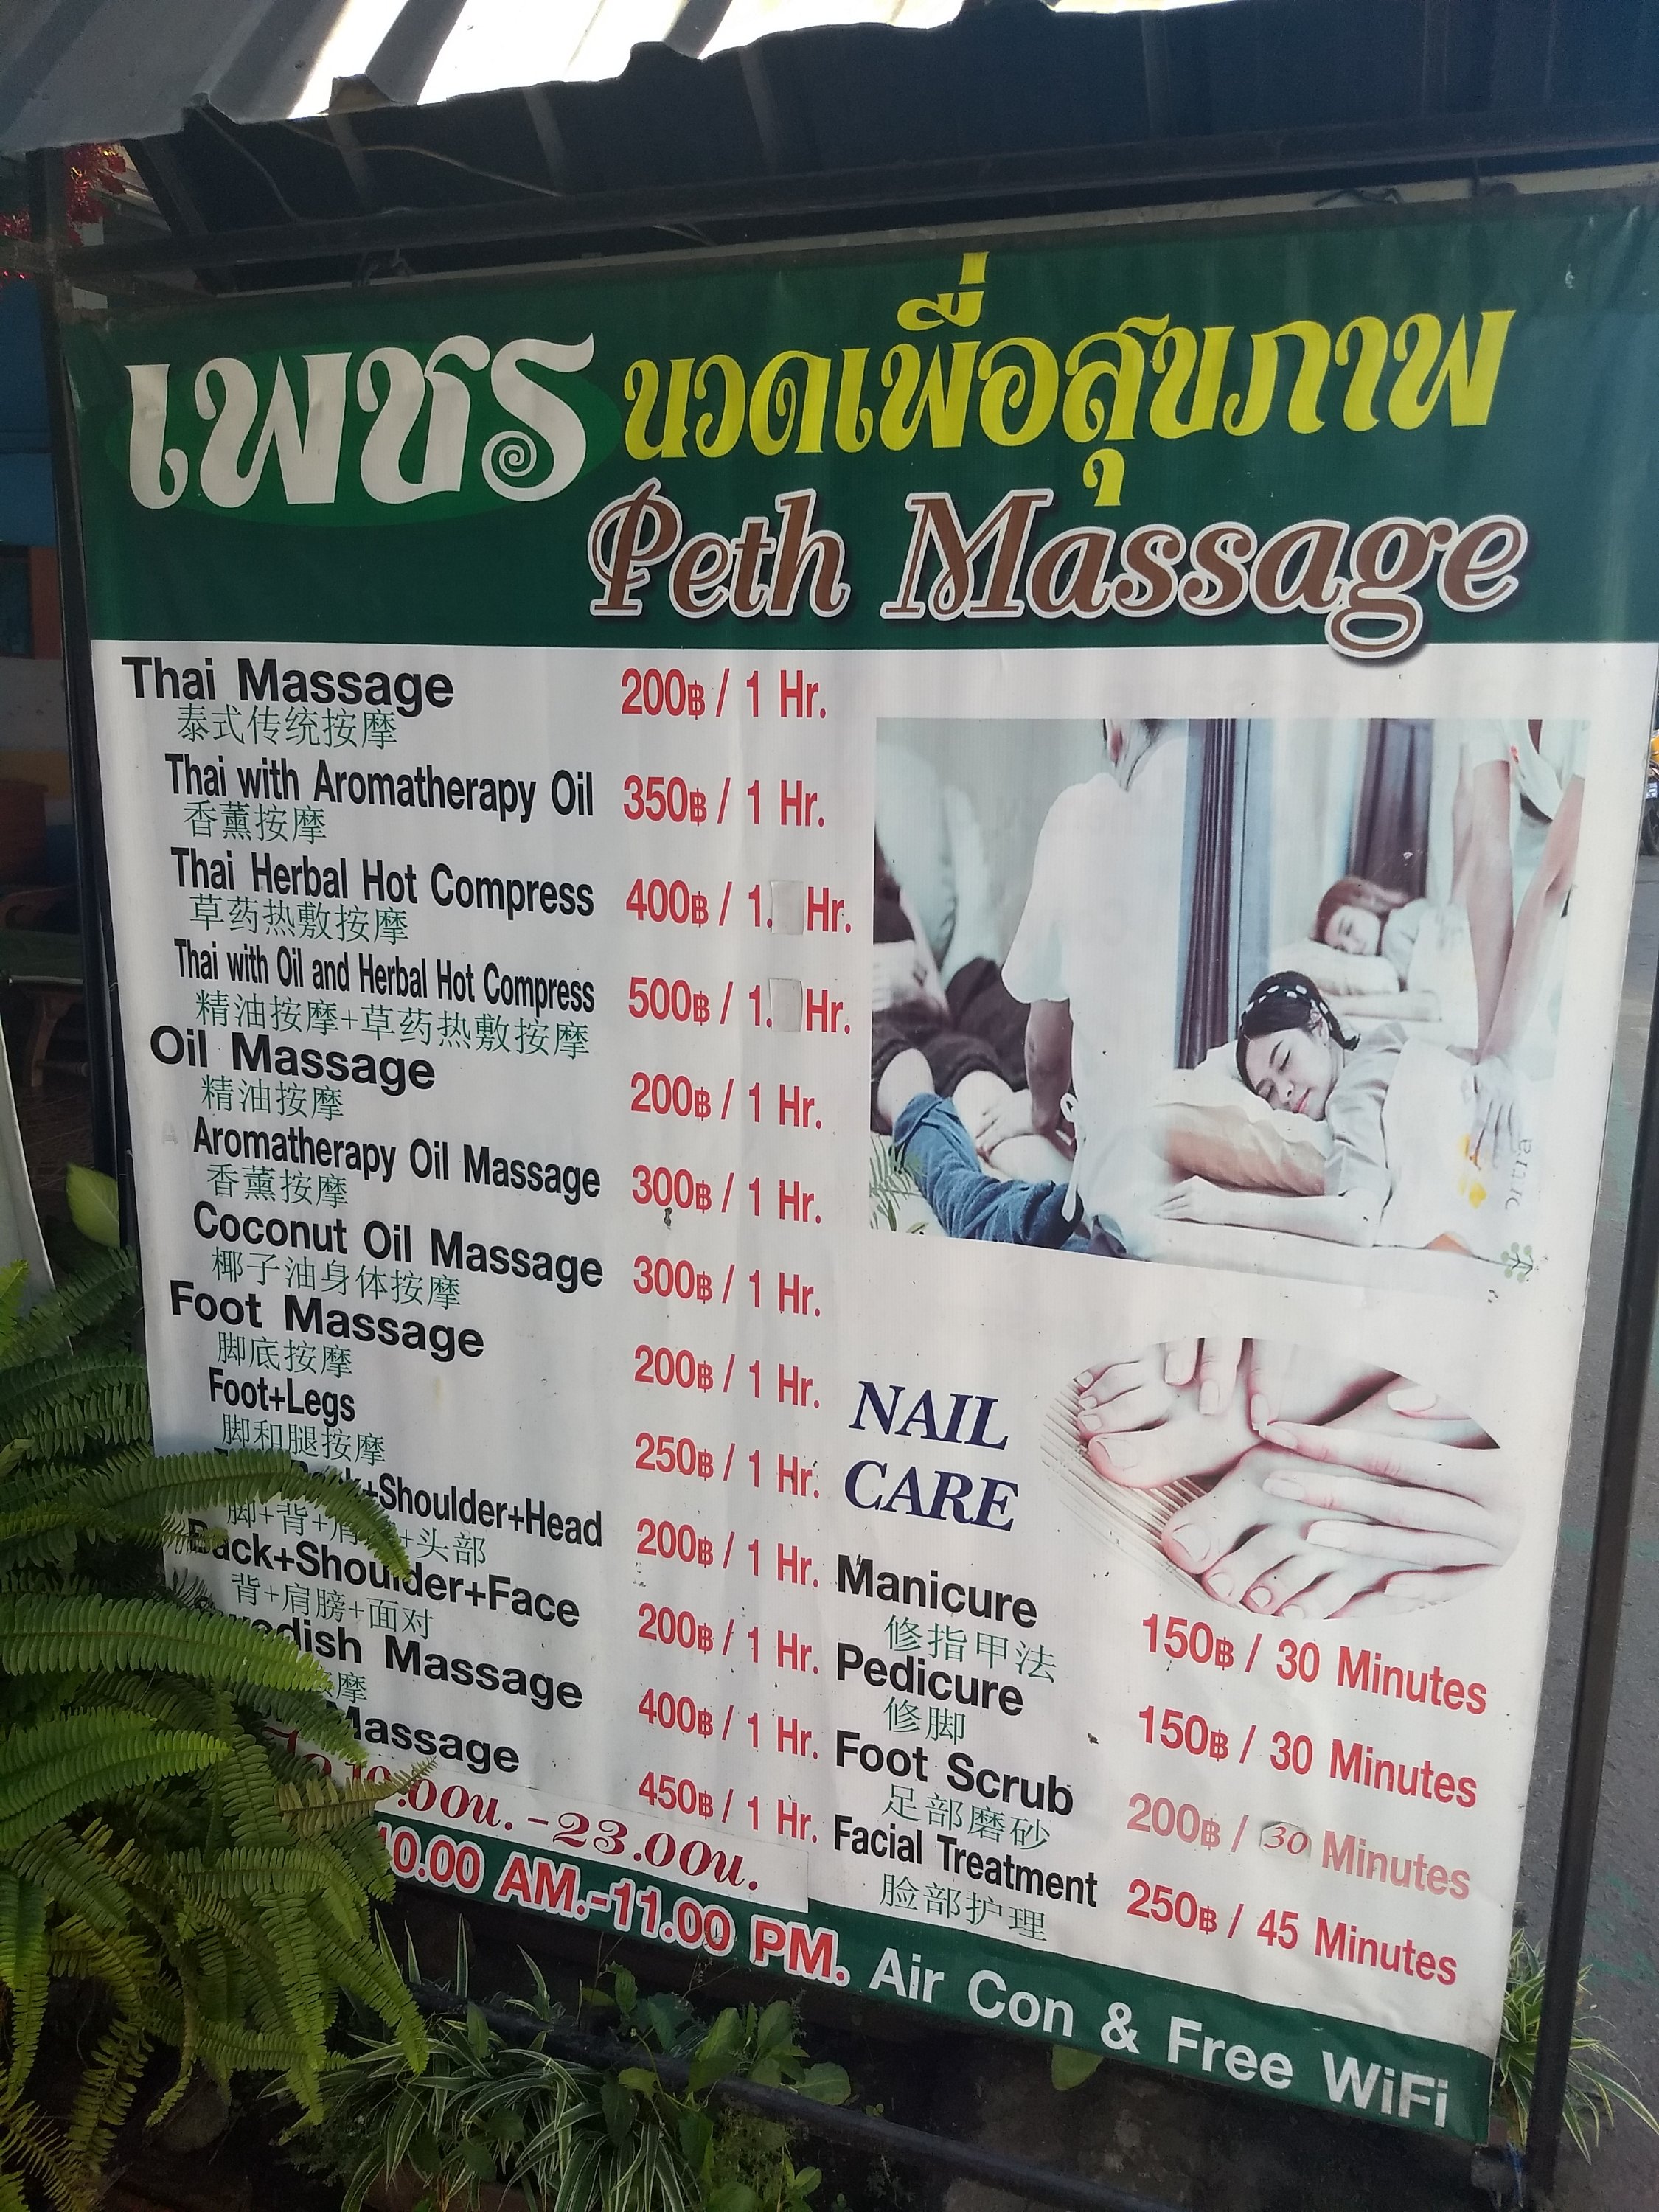 เพชร นวดเพื่อสุขภาพ
Peth Massage
Thai Massage 200฿ / 1 Hr.
泰式传统按摩
Thai with Aromatherapy Oil 350฿ / 1 Hr.
香薰按摩
Thai Herbal Hot Compress 400฿ / 1. Hr.
草药热敷按摩
Thai with Oil and Herbal Hot Compress 500฿ / 1. Hr.
精油按摩+草药热敷按摩
Oil Massage 200฿ / 1 Hr.
精油按摩
Aromatherapy Oil Massage 300฿ / 1 Hr.
香薰按摩
Coconut Oil Massage 300฿ / 1 Hr.
椰子油身体按摩
Foot Massage 200฿ / 1 Hr.
脚底按摩
Foot+Legs 250฿ / 1 Hr.
脚和腿按摩
+Shoulder+Head 200฿ / 1 Hr.
脚+背+肩 +头部
Back+Shoulder+Face 200฿ / 1 Hr.
背+肩膀+面对
Swedish Massage 400฿ / 1 Hr.
按摩
Massage 450฿ / 1 Hr.
10.00น. - 23.00น.
NAIL
CARE
Manicure 150฿ / 30 Minutes
修指甲法
Pedicure 150฿ / 30 Minutes
修脚
Foot Scrub 200฿ / 30 Minutes
足部磨砂
Facial Treatment 250฿ / 45 Minutes
脸部护理
10.00 AM.-11.00 PM. Air Con & Free WiFi